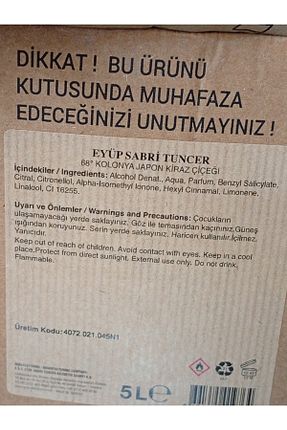 DİKKAT ! BU ÜRÜNÜ
KUTUSUNDA MUHAFAZA
EDECEĞİNİZİ UNUTMAYINIZ !
EYÜP SABRİ TUNCER
68° KOLONYA JAPON KİRAZ ÇİÇEĞİ
İçindekiler / Ingredients: Alcohol Denat., Aqua, Parfum, Benzyl Salicylate,
Citral, Citronellol, Alpha-Isomethyl Ionone, Hexyl Cinnamal, Limonene,
Linalool, CI 16255.
Uyarı ve Önlemler / Warnings and Precautions: Çocukların
ulaşamayacağı yerde saklayınız. Göz ile temasından kaçınınız.Güneş
ışığından koruyunuz. Serin yerde saklayınız. Haricen kullanılır.İçilmez.
Yanıcıdır.
Keep out of reach of children. Avoid contact with eyes. Keep in a cool
place.Protect from direct sunlight. External use only. Do not drink.
Flammable.
Üretim Kodu: 4072 021.045N1
5 L e